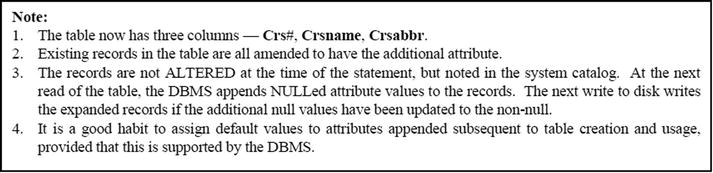 Note:
1. The table now has three columns — Crs#, Crsname, Crsabbr.
2. Existing records in the table are all amended to have the additional attribute.
3. The records are not ALTERED at the time of the statement, but noted in the system catalog. At the next
read of the table, the DBMS appends NULLed attribute values to the records. The next write to disk writes
the expanded records if the additional null values have been updated to the non-null.
4. It is a good habit to assign default values to attributes appended subsequent to table creation and usage,
provided that this is supported by the DBMS.